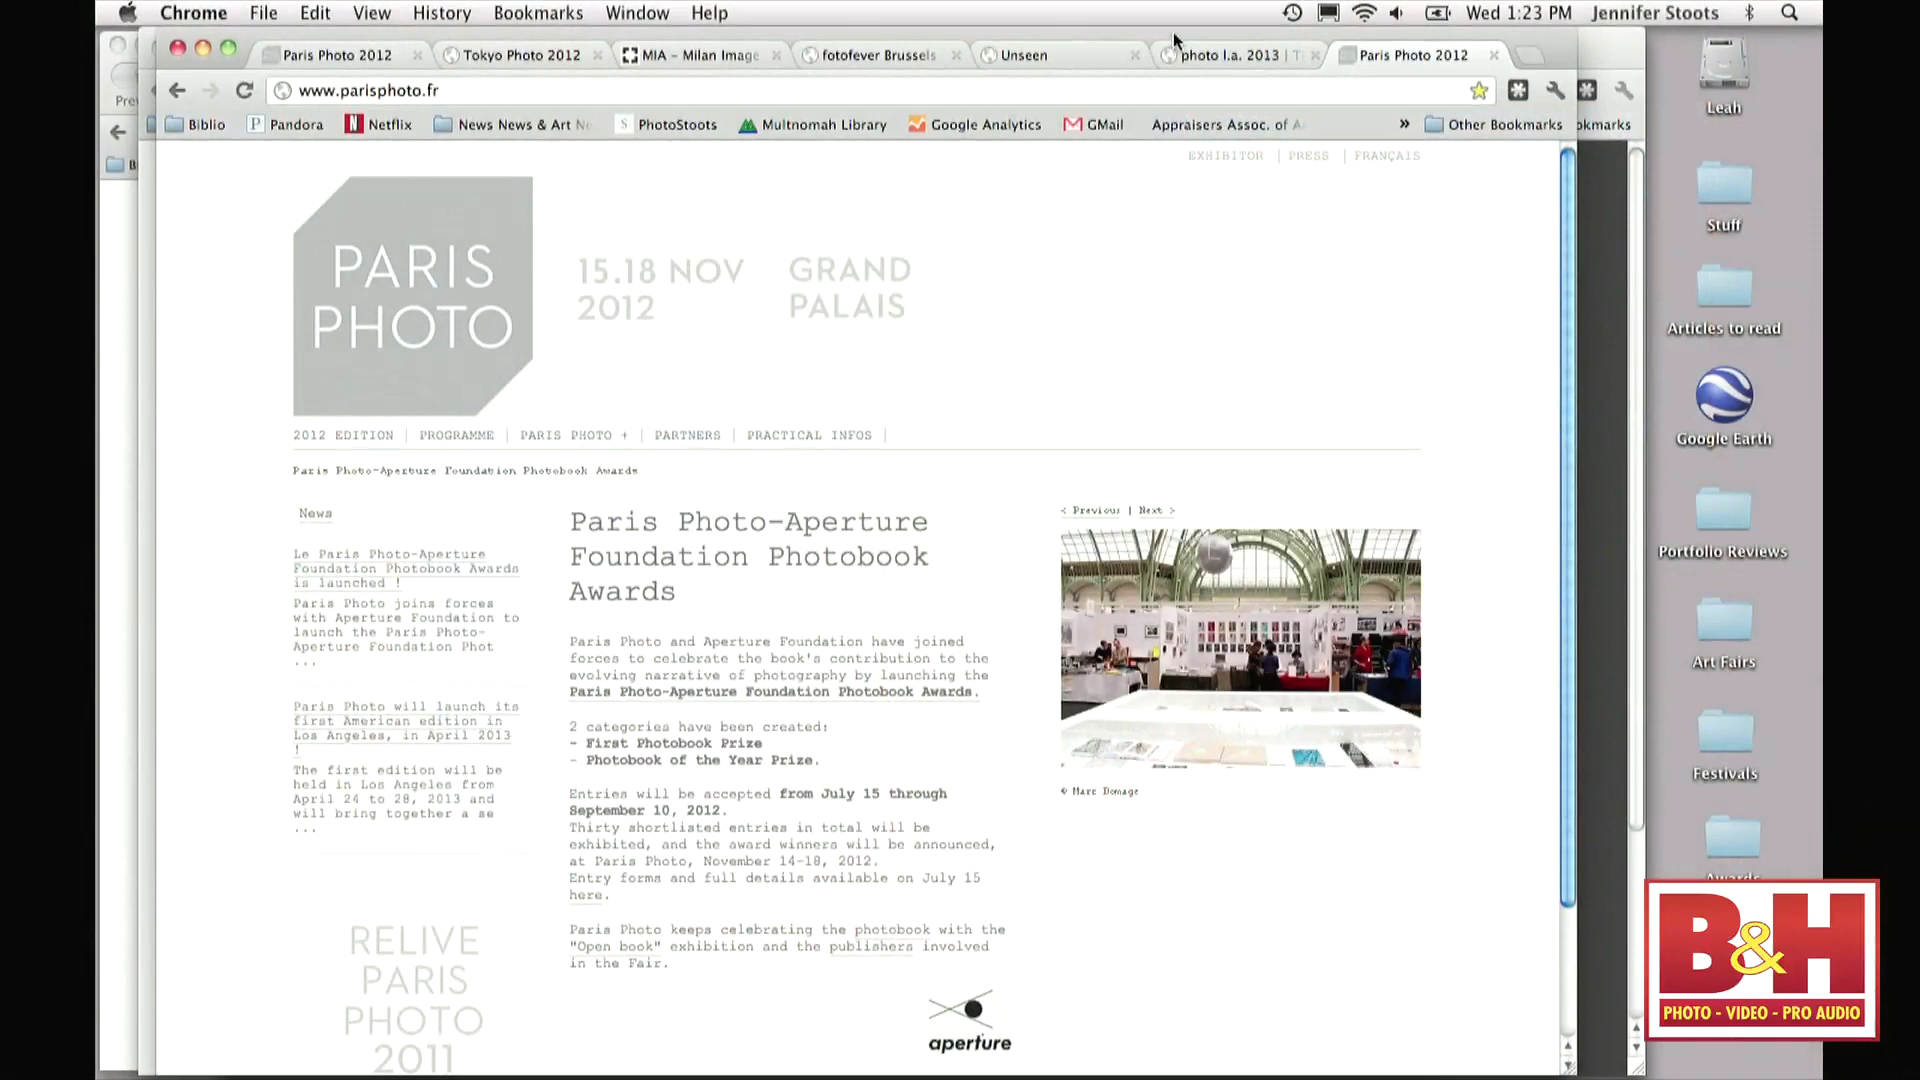 Chrome File Edit View History Bookmarks Window Help Wed 1:23 PM Jennifer Stoots
Paris Photo 2012 Tokyo Photo 2012 MIA – Milan Image fotofever Brussels Unseen photo l.a. 2013 | T Paris Photo 2012
www.parisphoto.fr
Biblio Pandora Netflix News News & Art Ne PhotoStoots Multnomah Library Google Analytics GMail Appraisers Assoc. of A » Other Bookmarks okmarks
EXHIBITOR | PRESS | FRANÇAIS
PARIS
PHOTO
15.18 NOV
2012
GRAND
PALAIS
2012 EDITION | PROGRAMME | PARIS PHOTO + | PARTNERS | PRACTICAL INFOS |
Paris Photo-Aperture Foundation Photobook Awards
News
Le Paris Photo-Aperture
Foundation Photobook Awards
is launched !
Paris Photo joins forces
with Aperture Foundation to
launch the Paris Photo-
Aperture Foundation Phot
...
Paris Photo will launch its
first American edition in
Los Angeles, in April 2013
!
The first edition will be
held in Los Angeles from
April 24 to 28, 2013 and
will bring together a se
...
RELIVE
PARIS
PHOTO
2011
Paris Photo-Aperture
Foundation Photobook
Awards
Paris Photo and Aperture Foundation have joined
forces to celebrate the book's contribution to the
evolving narrative of photography by launching the
Paris Photo-Aperture Foundation Photobook Awards.
2 categories have been created:
- First Photobook Prize
- Photobook of the Year Prize.
Entries will be accepted from July 15 through
September 10, 2012.
Thirty shortlisted entries in total will be
exhibited, and the award winners will be announced,
at Paris Photo, November 14-18, 2012.
Entry forms and full details available on July 15
here.
Paris Photo keeps celebrating the photobook with the
"Open book" exhibition and the publishers involved
in the Fair.
aperture
< Previous | Next >
© Marc Domage
Leah
Stuff
Articles to read
Google Earth
Portfolio Reviews
Art Fairs
Festivals
Awards
B&H
PHOTO - VIDEO - PRO AUDIO